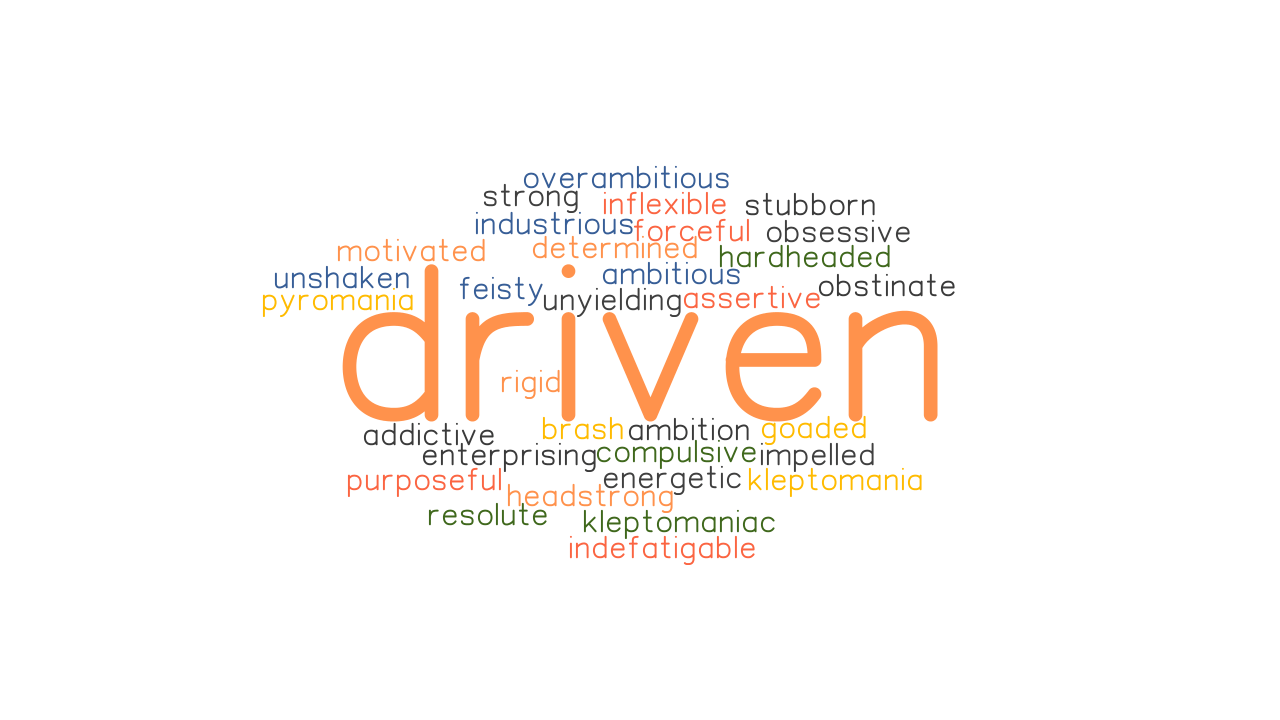 overambitious
strong
inflexible
stubborn
industrious
forceful
obsessive
motivated
determined
hardheaded
unshaken
feisty
ambitious
obstinate
pyromania
unyielding
assertive
driven
rigid
addictive
brash
ambition
goaded
enterprising
compulsive
impelled
purposeful
headstrong
energetic
kleptomania
resolute
kleptomaniac
indefatigable